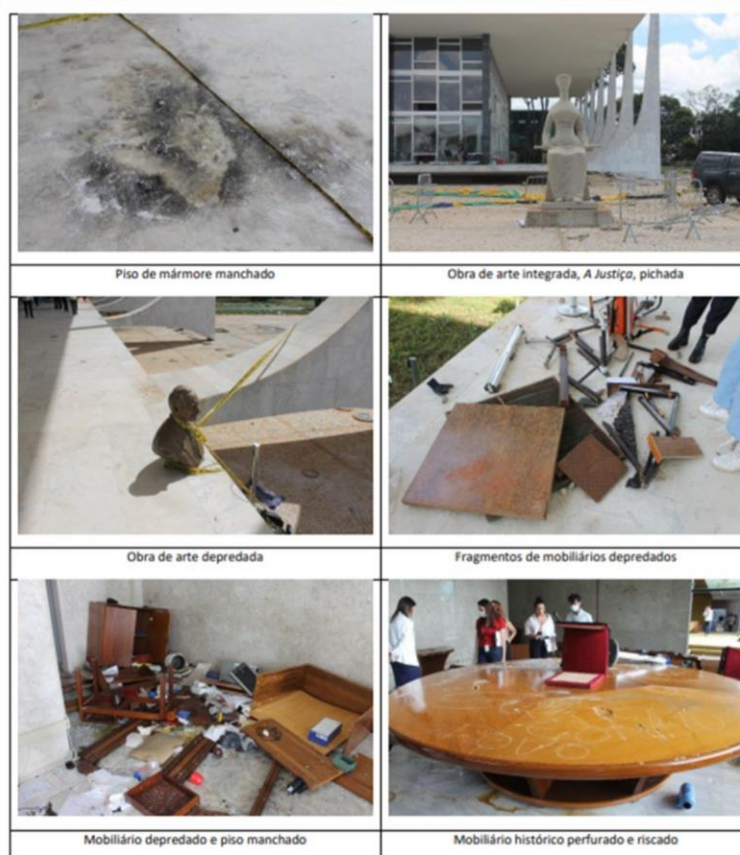 Piso de mármore manchado
Obra de arte integrada, A Justiça, pichada
Obra de arte depredada
Fragmentos de mobiliários depredados
Mobiliário depredado e piso manchado
Mobiliário histórico perfurado e riscado